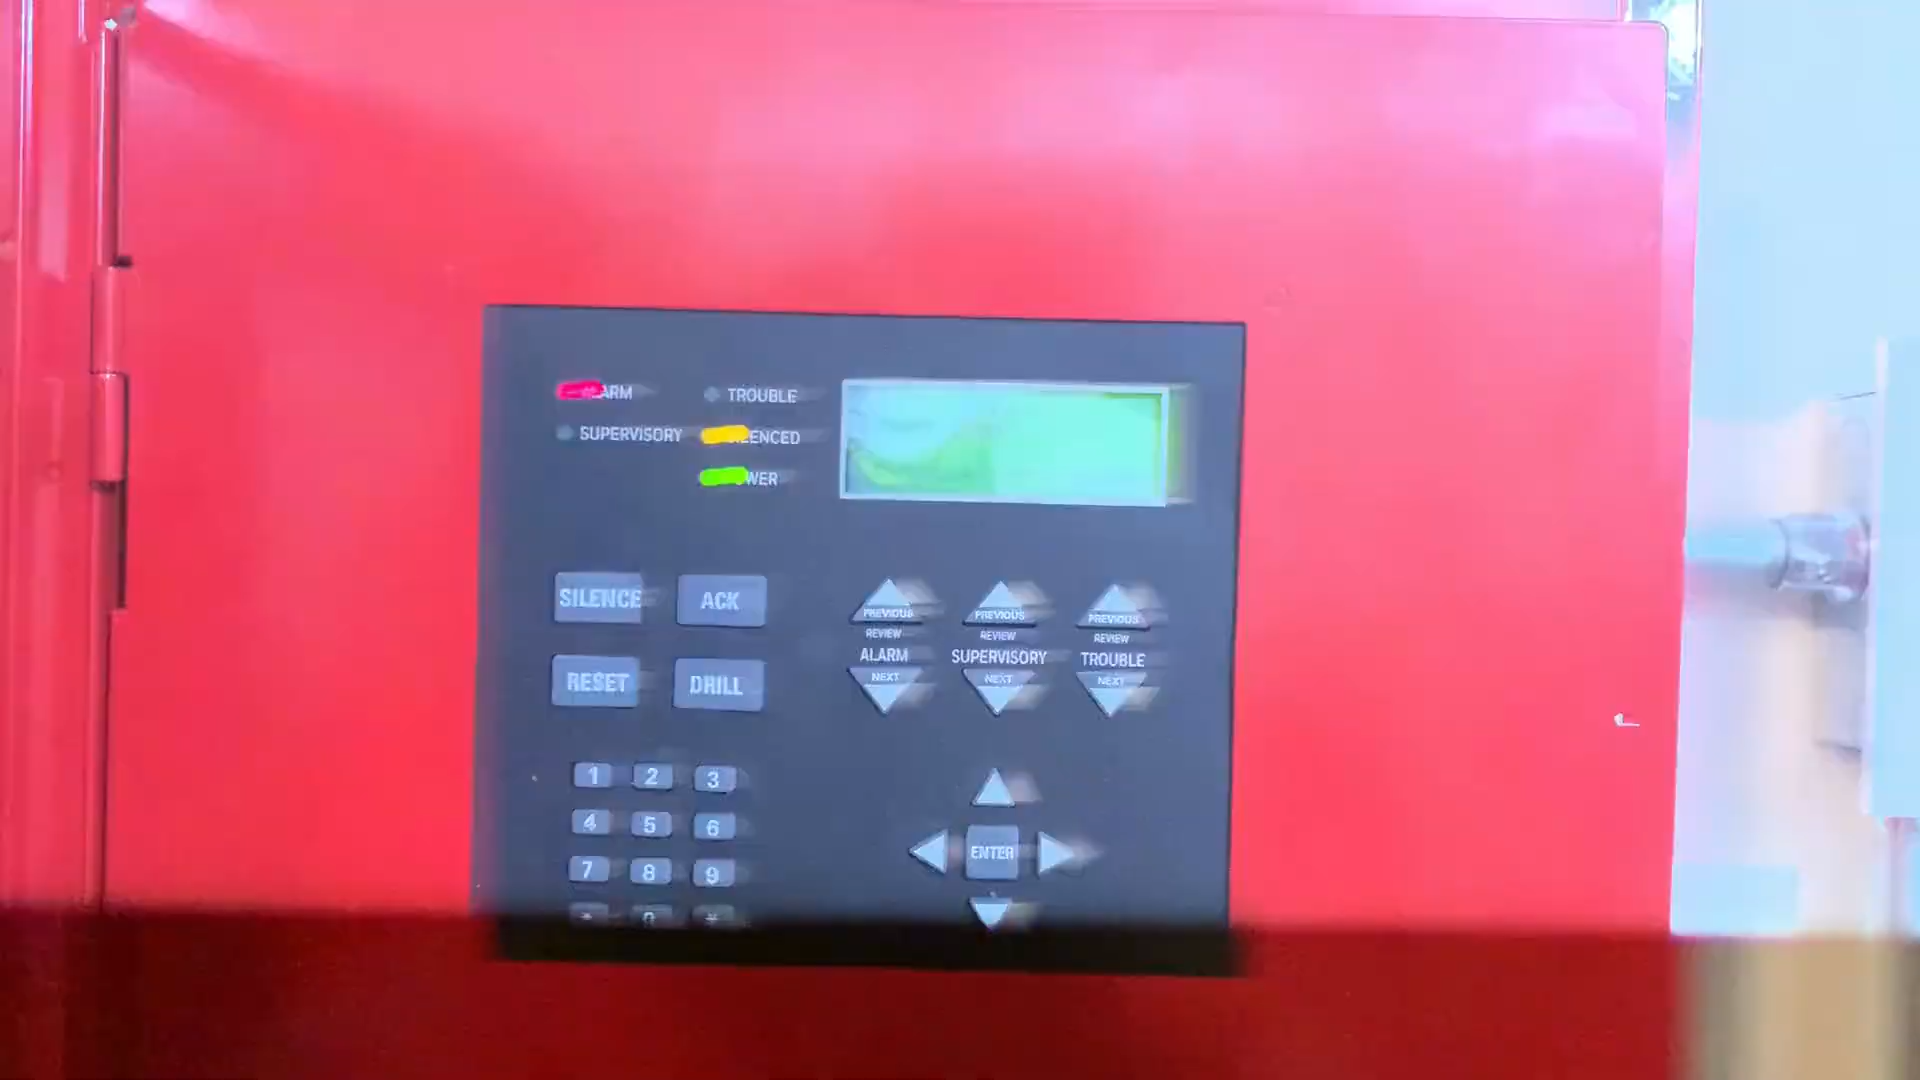 ARM TROUBLE
SUPERVISORY ENCED
WER
SILENCE ACK
PREVIOUS PREVIOUS PREVIOUS
REVIEW REVIEW REVIEW
ALARM SUPERVISORY TROUBLE
NEXT NEXT NEXT
RESET DRILL
1 2 3
4 5 6
ENTER
7 8 9
0